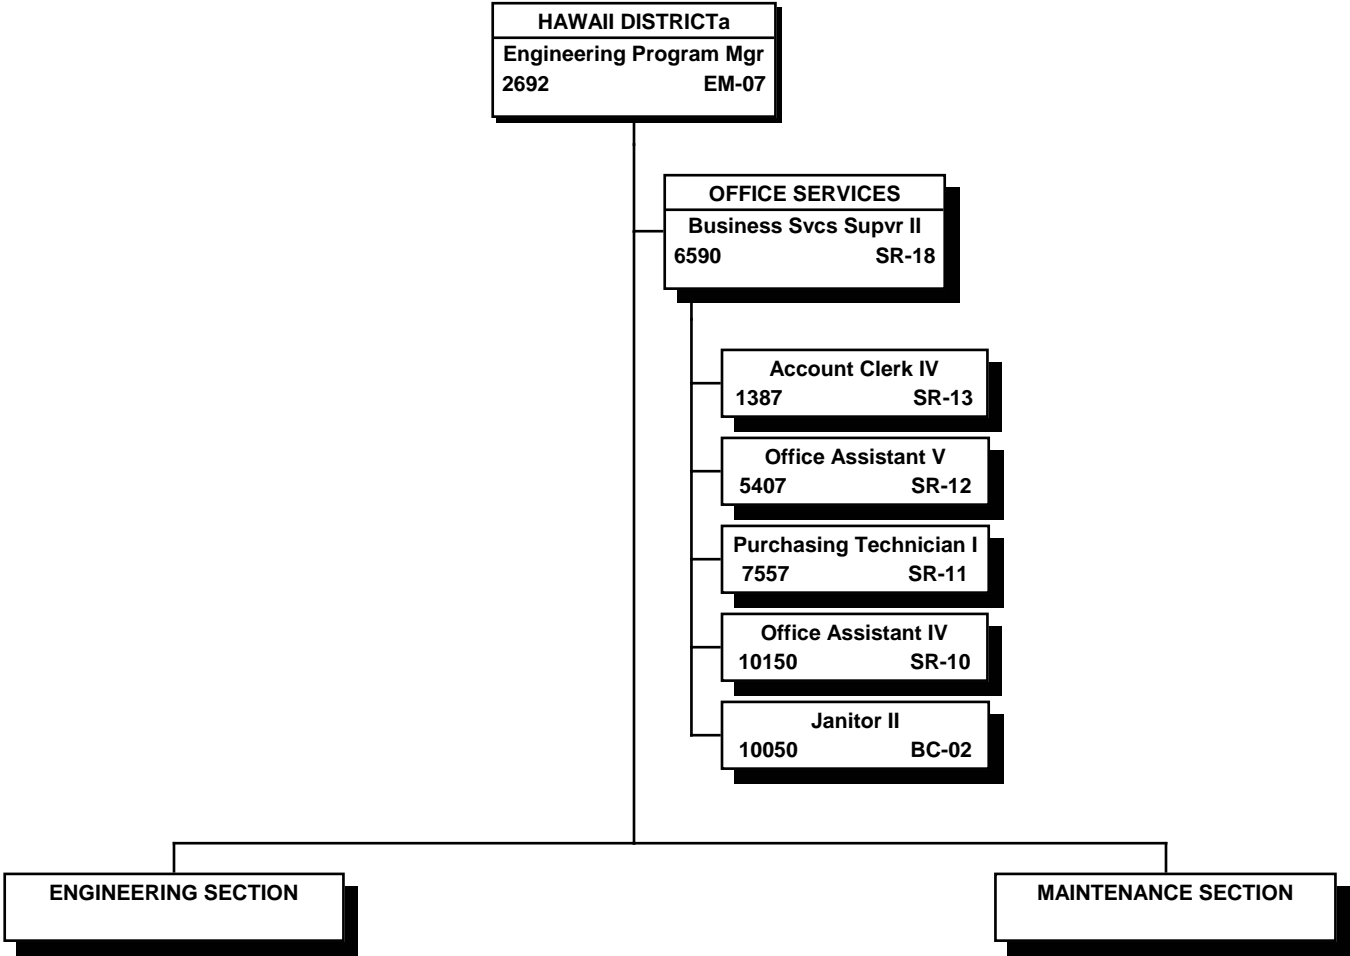 HAWAII DISTRICTa
Engineering Program Mgr
2692 EM-07
OFFICE SERVICES
Business Svcs Supvr II
6590 SR-18
Account Clerk IV
1387 SR-13
Office Assistant V
5407 SR-12
Purchasing Technician I
7557 SR-11
Office Assistant IV
10150 SR-10
Janitor II
10050 BC-02
ENGINEERING SECTION
MAINTENANCE SECTION